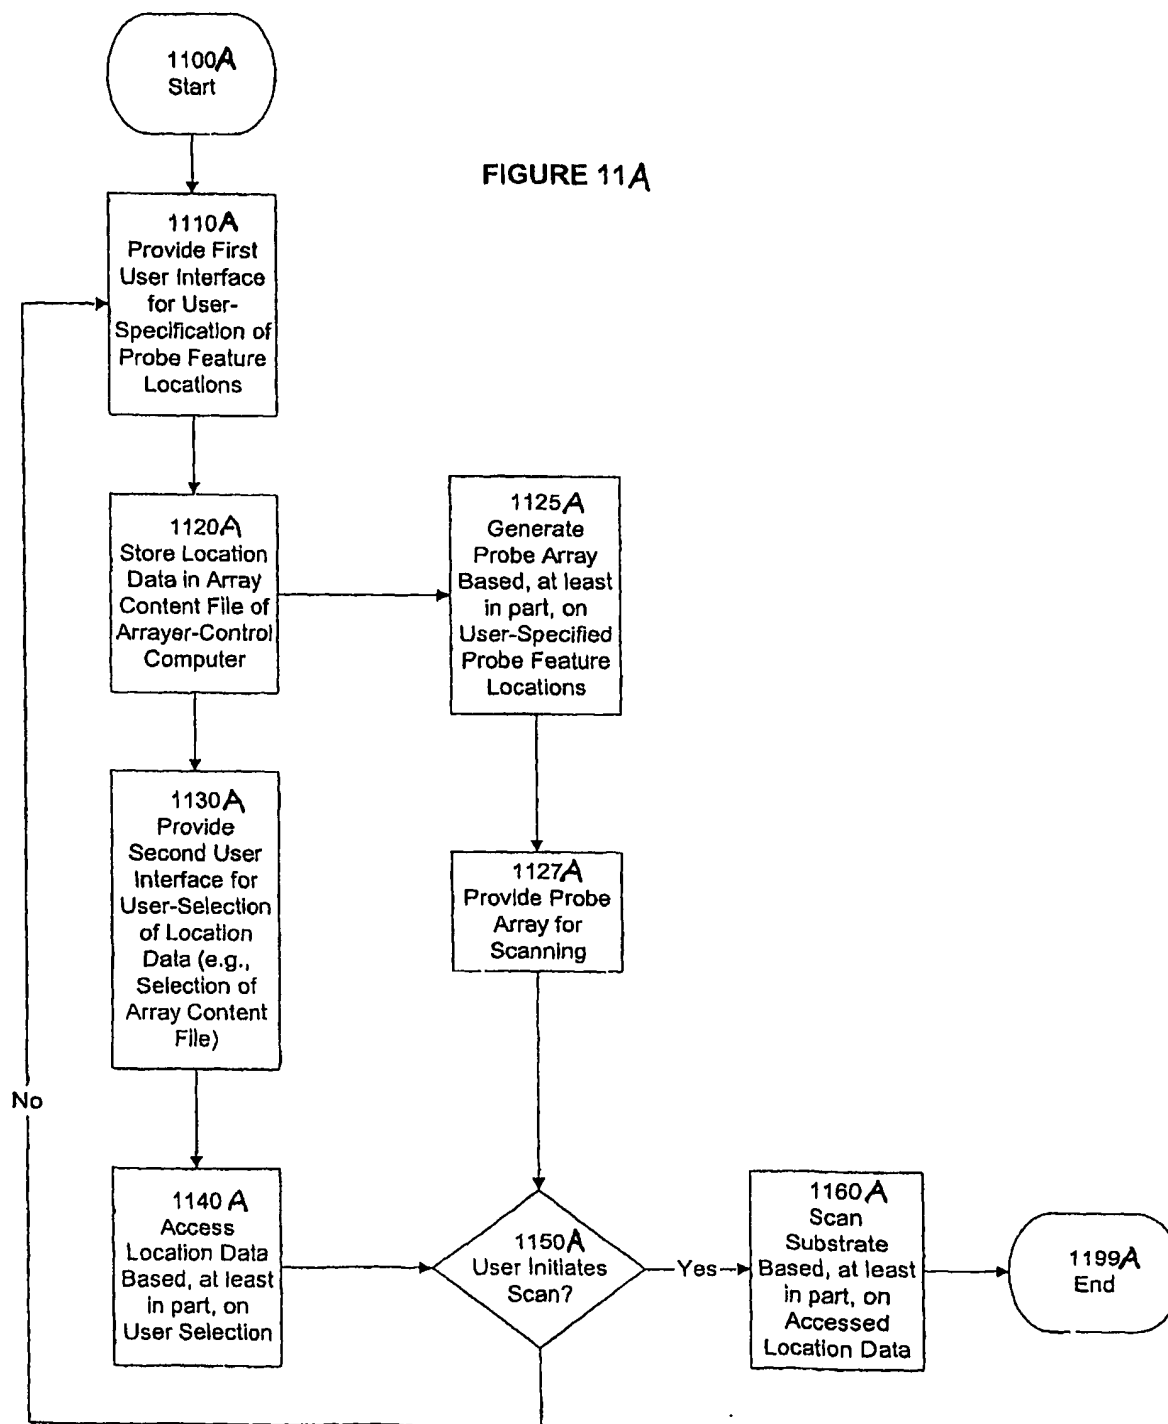 1100A
Start
FIGURE 11A
1110A
Provide First
User Interface
for User-
Specification of
Probe Feature
Locations
1120A
Store Location
Data in Array
Content File of
Arrayer-Control
Computer
1125A
Generate
Probe Array
Based, at least
in part, on
User-Specified
Probe Feature
Locations
1130A
Provide
Second User
Interface for
User-Selection
of Location
Data (e.g.,
Selection of
Array Content
File)
1127A
Provide Probe
Array for
Scanning
No
1140A
Access
Location Data
Based, at least
in part, on
User Selection
1150A
User Initiates
Scan?
Yes
1160A
Scan
Substrate
Based, at least
in part, on
Accessed
Location Data
1199A
End